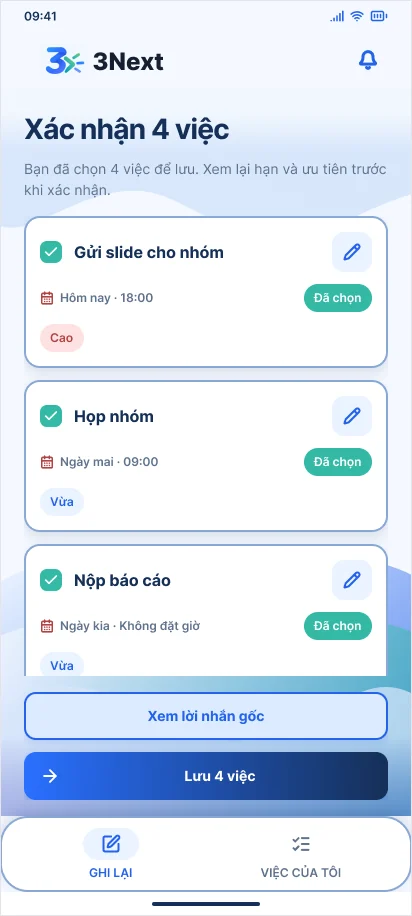 09:41
3Next
Xác nhận 4 việc
Bạn đã chọn 4 việc để lưu. Xem lại hạn và ưu tiên trước
khi xác nhận.
Gửi slide cho nhóm
Hôm nay · 18:00
Đã chọn
Cao
Họp nhóm
Ngày mai · 09:00
Đã chọn
Vừa
Nộp báo cáo
Ngày kia · Không đặt giờ
Đã chọn
Vừa
Xem lời nhắn gốc
Lưu 4 việc
GHI LẠI
VIỆC CỦA TÔI